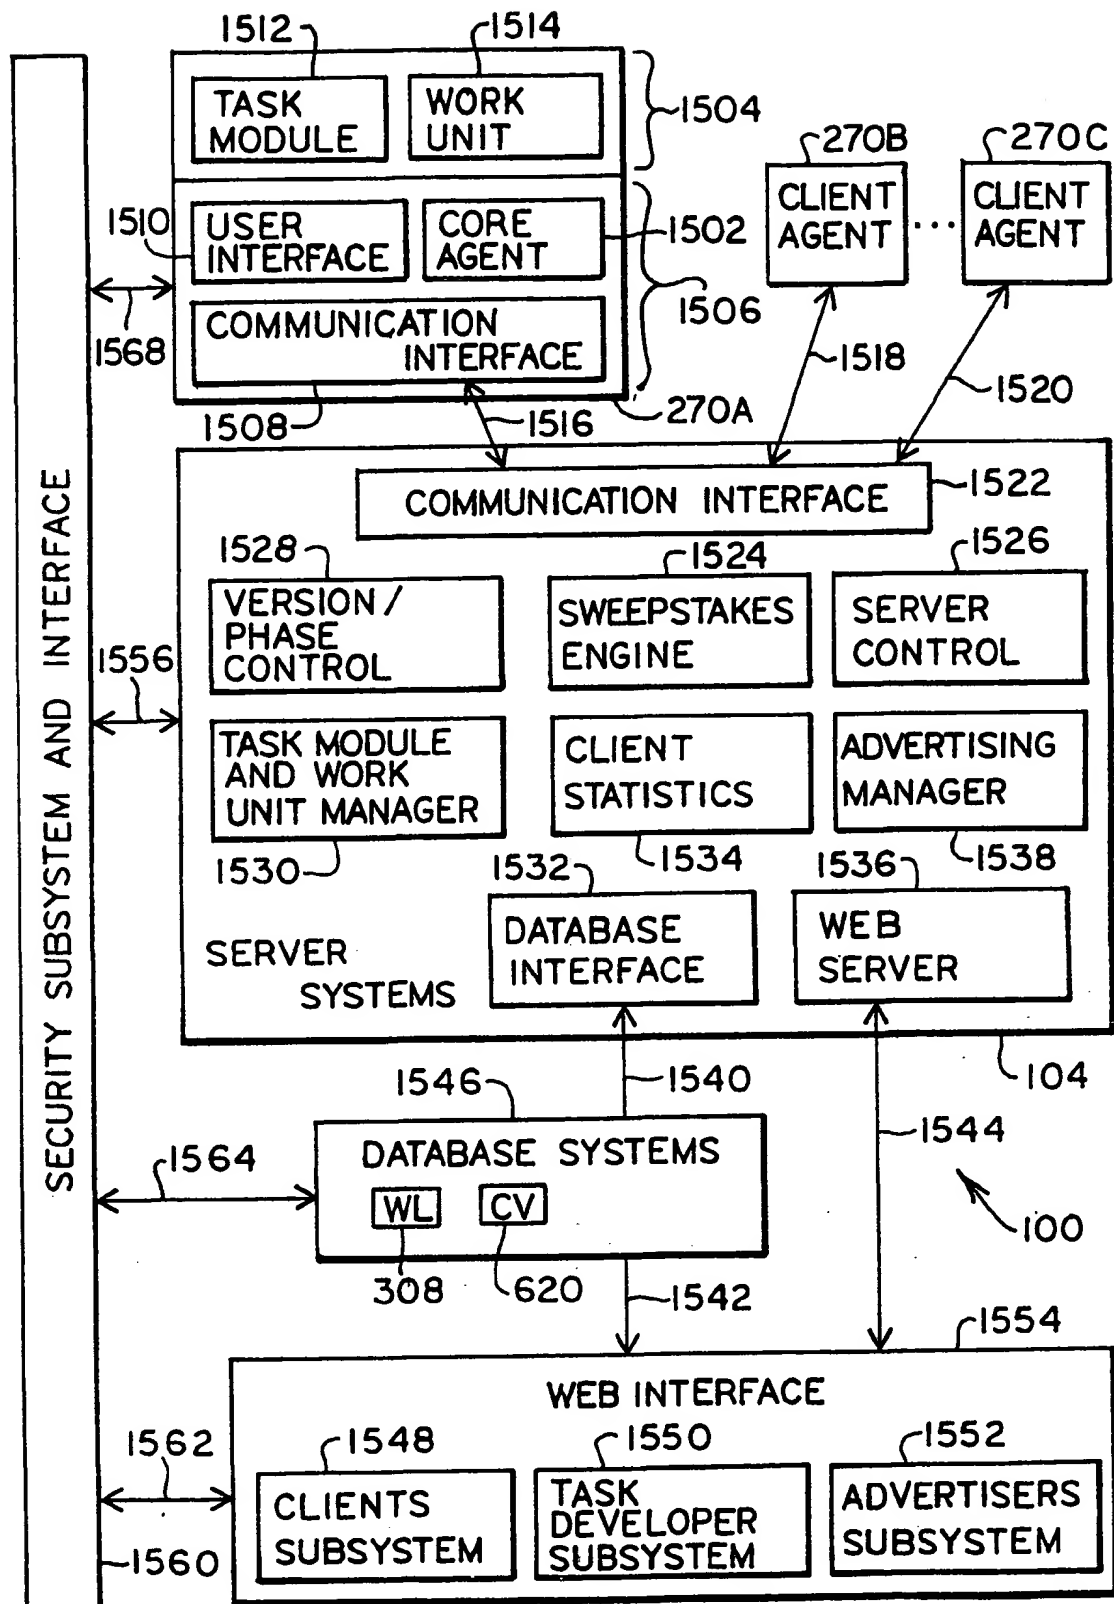 1512
1514
TASK
MODULE
WORK
UNIT
1504
270B
270C
CLIENT
AGENT
...
CLIENT
AGENT
1510
USER
INTERFACE
CORE
AGENT
1502
1506
COMMUNICATION
INTERFACE
1568
1508
1516
270A
1518
1520
SECURITY SUBSYSTEM AND INTERFACE
COMMUNICATION INTERFACE
1522
1528
1524
1526
VERSION/
PHASE
CONTROL
SWEEPSTAKES
ENGINE
SERVER
CONTROL
1556
TASK MODULE
AND WORK
UNIT MANAGER
CLIENT
STATISTICS
ADVERTISING
MANAGER
1530
1532
1534
1536
1538
SERVER
SYSTEMS
DATABASE
INTERFACE
WEB
SERVER
104
1546
1540
1544
DATABASE SYSTEMS
1564
WL
CV
308
620
1542
100
1554
WEB INTERFACE
1562
1548
1550
1552
CLIENTS
SUBSYSTEM
TASK
DEVELOPER
SUBSYSTEM
ADVERTISERS
SUBSYSTEM
1560